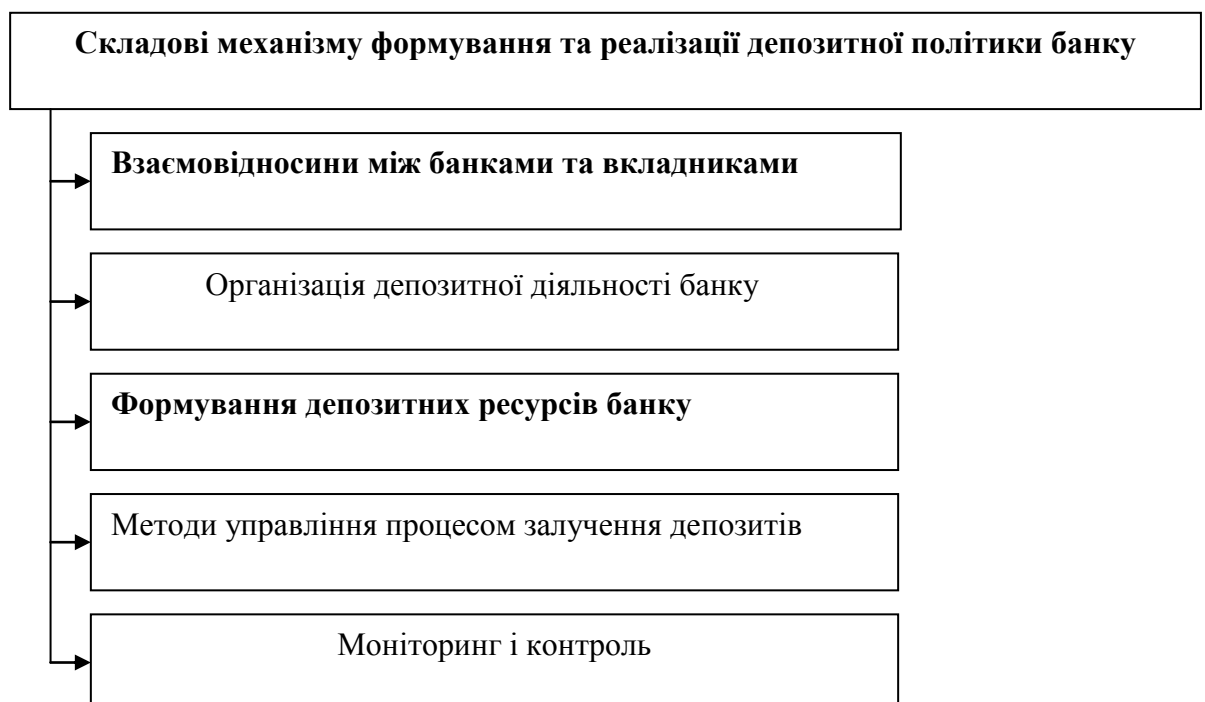 Складові механізму формування та реалізації депозитної політики банку
Взаємовідносини між банками та вкладниками
Організація депозитної діяльності банку
Формування депозитних ресурсів банку
Методи управління процесом залучення депозитів
Моніторинг і контроль